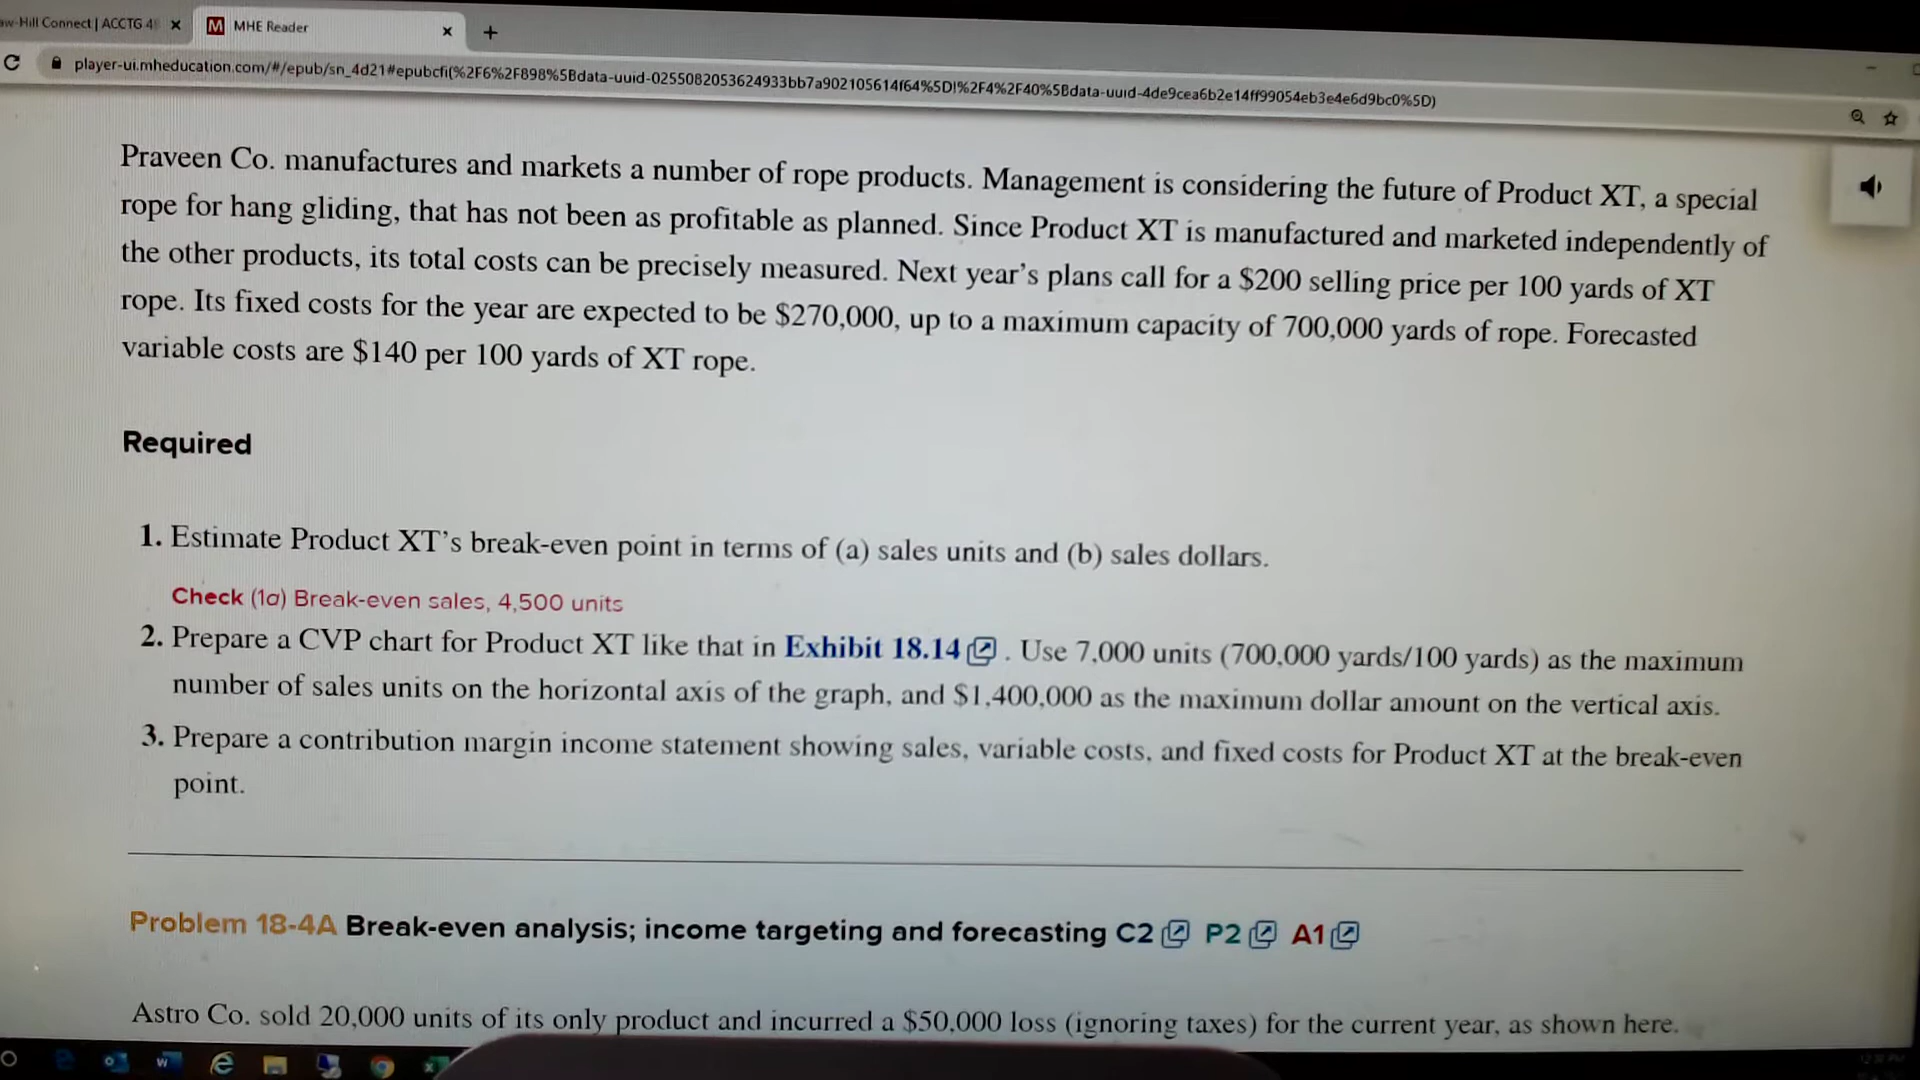 aw-Hill Connect | ACCTG 4
MHE Reader
player-ui.mheducation.com/#/epub/sn_4d21#epubcfi(%2F6%2F898%5Bdata-uuid-0255082053624933bb7a902105614f64%5D!%2F4%2F40%5Bdata-uuid-4de9cea6b2e14ff99054eb3e4e6d9bc0%5D)
Praveen Co. manufactures and markets a number of rope products. Management is considering the future of Product XT, a special
rope for hang gliding, that has not been as profitable as planned. Since Product XT is manufactured and marketed independently of
the other products, its total costs can be precisely measured. Next year's plans call for a $200 selling price per 100 yards of XT
rope. Its fixed costs for the year are expected to be $270,000, up to a maximum capacity of 700,000 yards of rope. Forecasted
variable costs are $140 per 100 yards of XT rope.
Required
1. Estimate Product XT's break-even point in terms of (a) sales units and (b) sales dollars.
Check (1a) Break-even sales, 4,500 units
2. Prepare a CVP chart for Product XT like that in Exhibit 18.14. Use 7,000 units (700,000 yards/100 yards) as the maximum
number of sales units on the horizontal axis of the graph, and $1,400,000 as the maximum dollar amount on the vertical axis.
3. Prepare a contribution margin income statement showing sales, variable costs, and fixed costs for Product XT at the break-even
point.
Problem 18-4A Break-even analysis; income targeting and forecasting C2 P2 A1
Astro Co. sold 20,000 units of its only product and incurred a $50,000 loss (ignoring taxes) for the current year, as shown here.